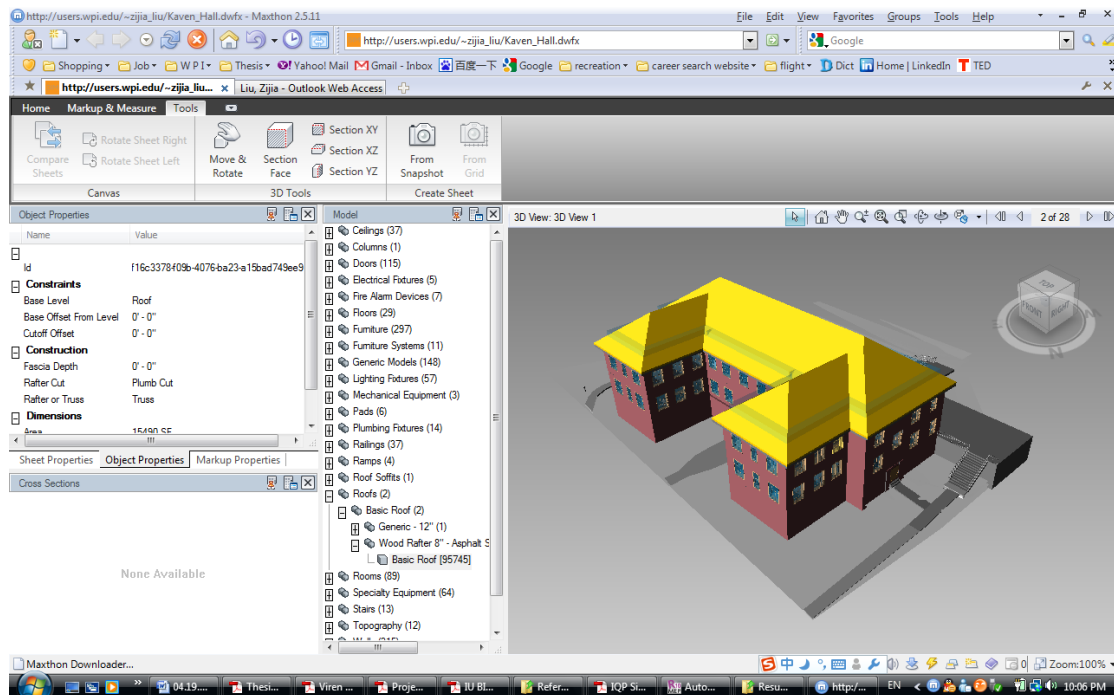 http://users.wpi.edu/~zijia_liu/Kaven_Hall.dwfx - Maxthon 2.5.11
File Edit View Favorites Groups Tools Help
http://users.wpi.edu/~zijia_liu/Kaven_Hall.dwfx
Google
Shopping Job W P I Thesis Yahoo! Mail Gmail - Inbox 百度一下 Google recreation career search website flight Dict Home | LinkedIn TED
http://users.wpi.edu/~zijia_liu... x Liu, Zijia - Outlook Web Access
Home Markup & Measure Tools
Compare Sheets
Rotate Sheet Right
Rotate Sheet Left
Canvas
Move & Rotate
Section Face
Section XY
Section XZ
Section YZ
3D Tools
From Snapshot
From Grid
Create Sheet
Object Properties
Name Value
Id f16c3378-f09b-4076-ba23-a15bad749ee9
Constraints
Base Level Roof
Base Offset From Level 0' - 0"
Cutoff Offset 0' - 0"
Construction
Fascia Depth 0' - 0"
Rafter Cut Plumb Cut
Rafter or Truss Truss
Dimensions
Area 15490 SF
Sheet Properties Object Properties Markup Properties
Cross Sections
None Available
Model
Ceilings (37)
Columns (1)
Doors (115)
Electrical Fixtures (5)
Fire Alarm Devices (7)
Floors (29)
Furniture (297)
Furniture Systems (11)
Generic Models (148)
Lighting Fixtures (57)
Mechanical Equipment (3)
Pads (6)
Plumbing Fixtures (14)
Railings (37)
Ramps (4)
Roof Soffits (1)
Roofs (2)
Basic Roof (2)
Generic - 12" (1)
Wood Rafter 8" - Asphalt S
Basic Roof [95745]
Rooms (89)
Specialty Equipment (64)
Stairs (13)
Topography (12)
3D View: 3D View 1
2 of 28
TOP
FRONT
RIGHT
N
Maxthon Downloader...
中
0
Zoom:100%
04.19.... Thesi... Viren ... Proje... IU BI... Refer... IQP Si... Auto... Resu... http:/... EN 10:06 PM